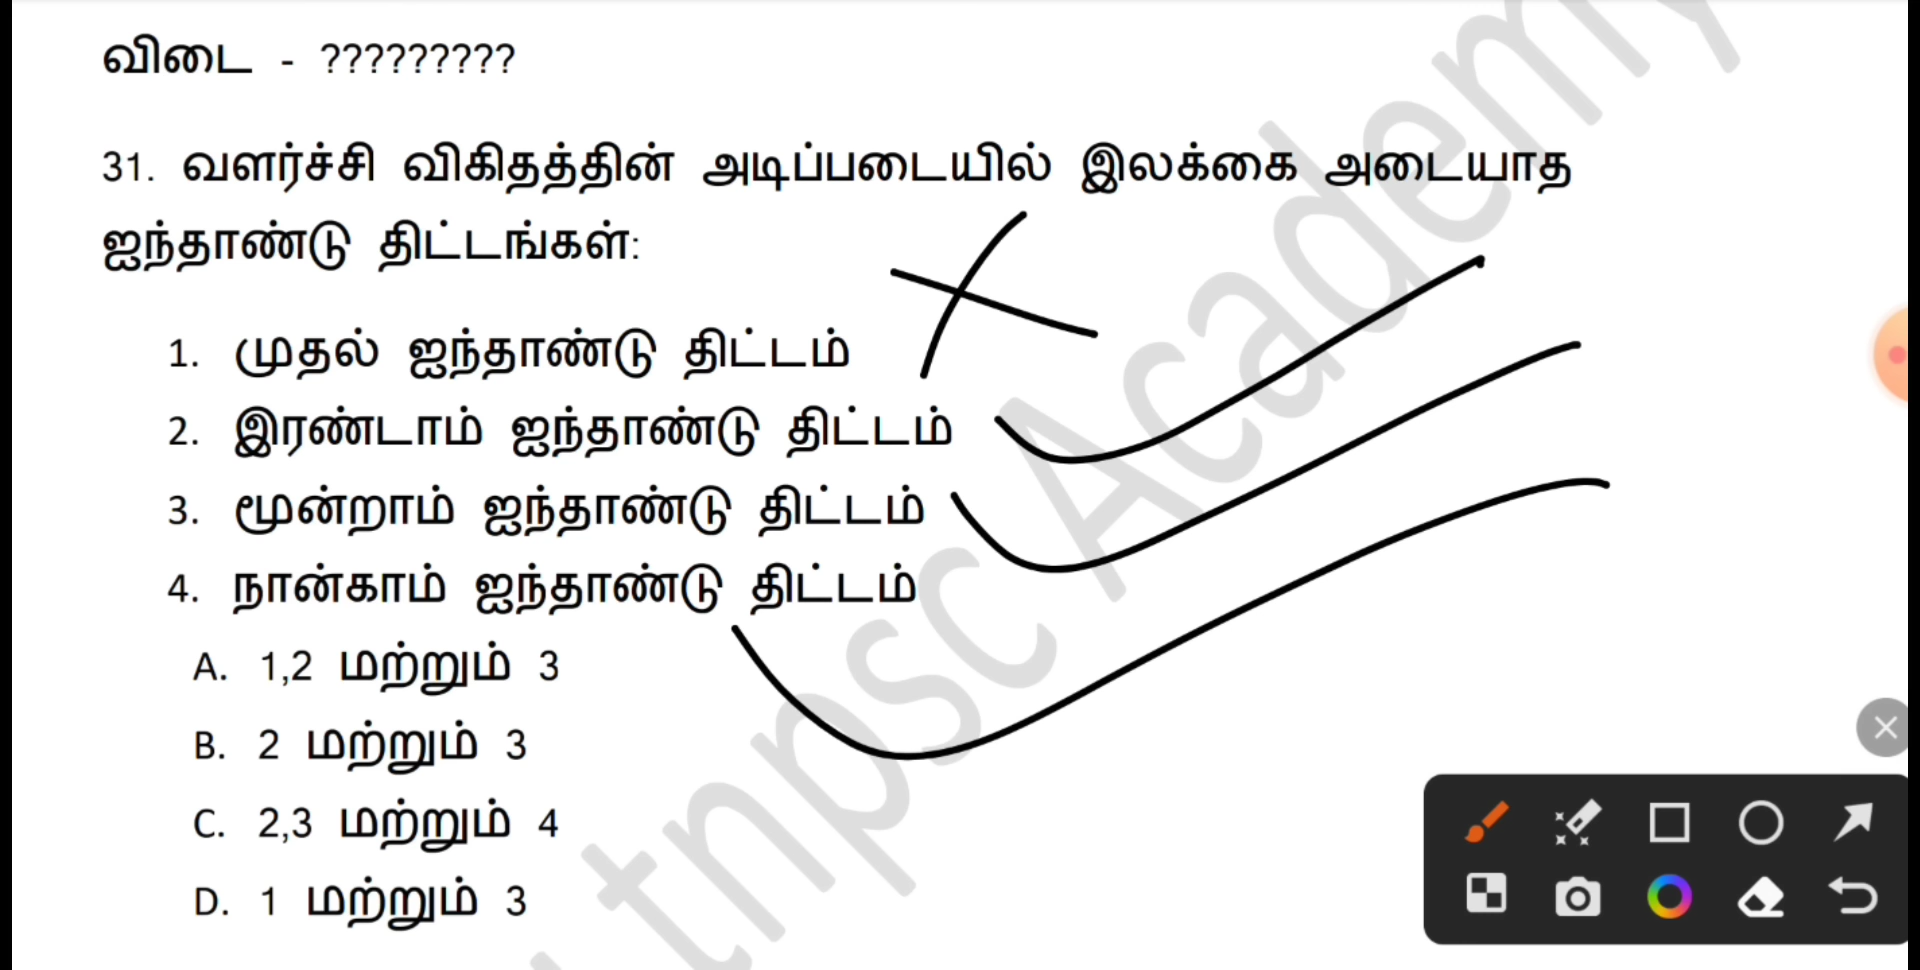 விடை - ?????????
31. வளர்ச்சி விகிதத்தின் அடிப்படையில் இலக்கை அடையாத
ஐந்தாண்டு திட்டங்கள்:
1. முதல் ஐந்தாண்டு திட்டம்
2. இரண்டாம் ஐந்தாண்டு திட்டம்
3. மூன்றாம் ஐந்தாண்டு திட்டம்
4. நான்காம் ஐந்தாண்டு திட்டம்
A. 1,2 மற்றும் 3
B. 2 மற்றும் 3
C. 2,3 மற்றும் 4
D. 1 மற்றும் 3
tnpsc Academy